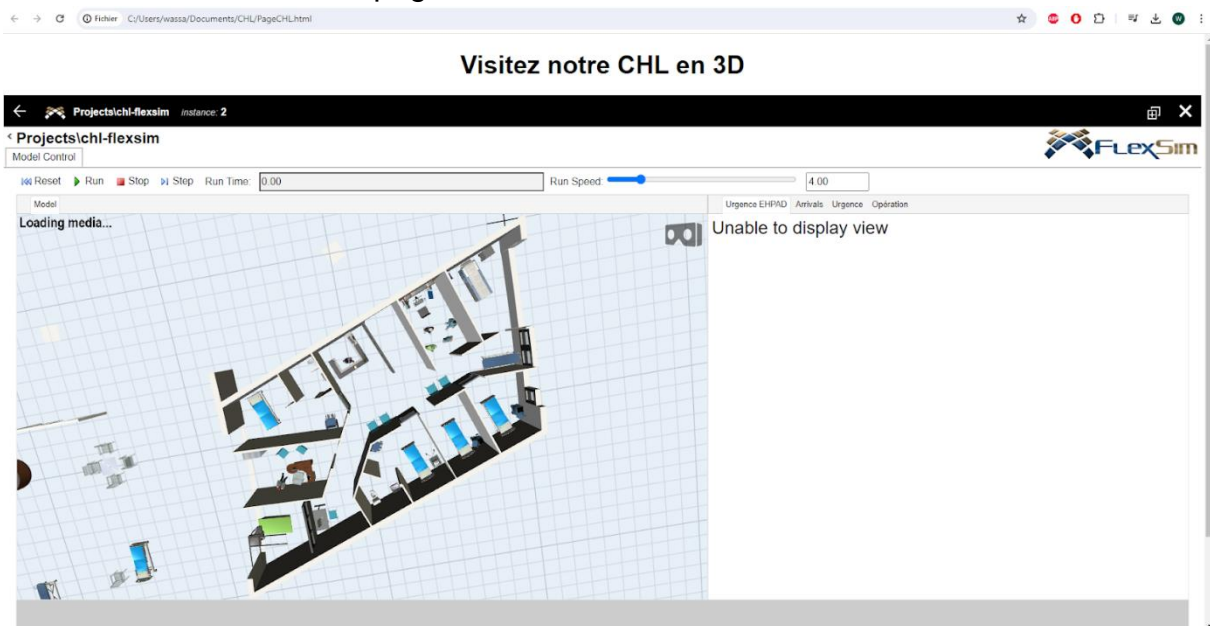 Fichier C:/Users/wassa/Documents/CHL/PageCHL.html
ABP
W
Visitez notre CHL en 3D
Projects\chl-flexsim instance: 2
Projects\chl-flexsim
FLEXSIM
Model Control
Reset Run Stop Step Run Time: 0.00 Run Speed: 4.00
Model
Urgence EHPAD Arrivals Urgence Opération
Loading media...
Unable to display view